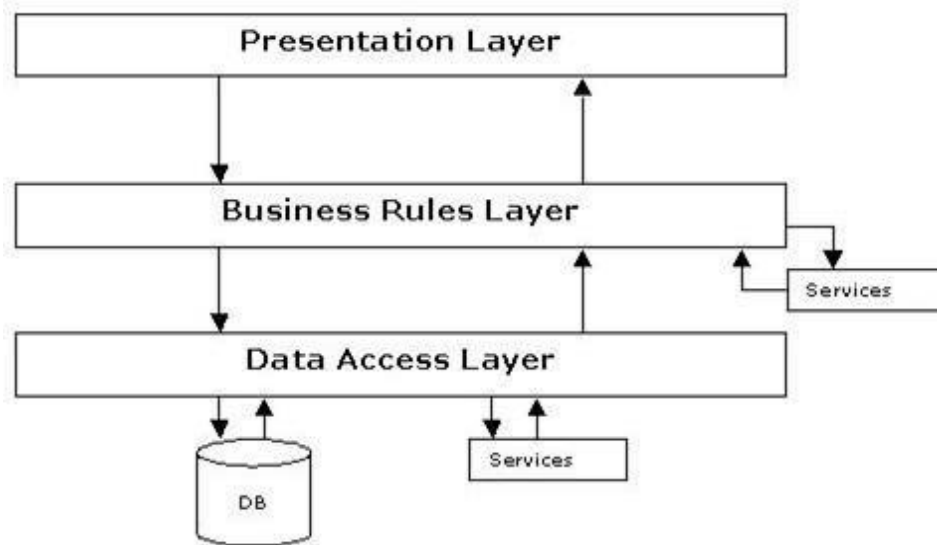 Presentation Layer
Business Rules Layer
Services
Data Access Layer
Services
DB